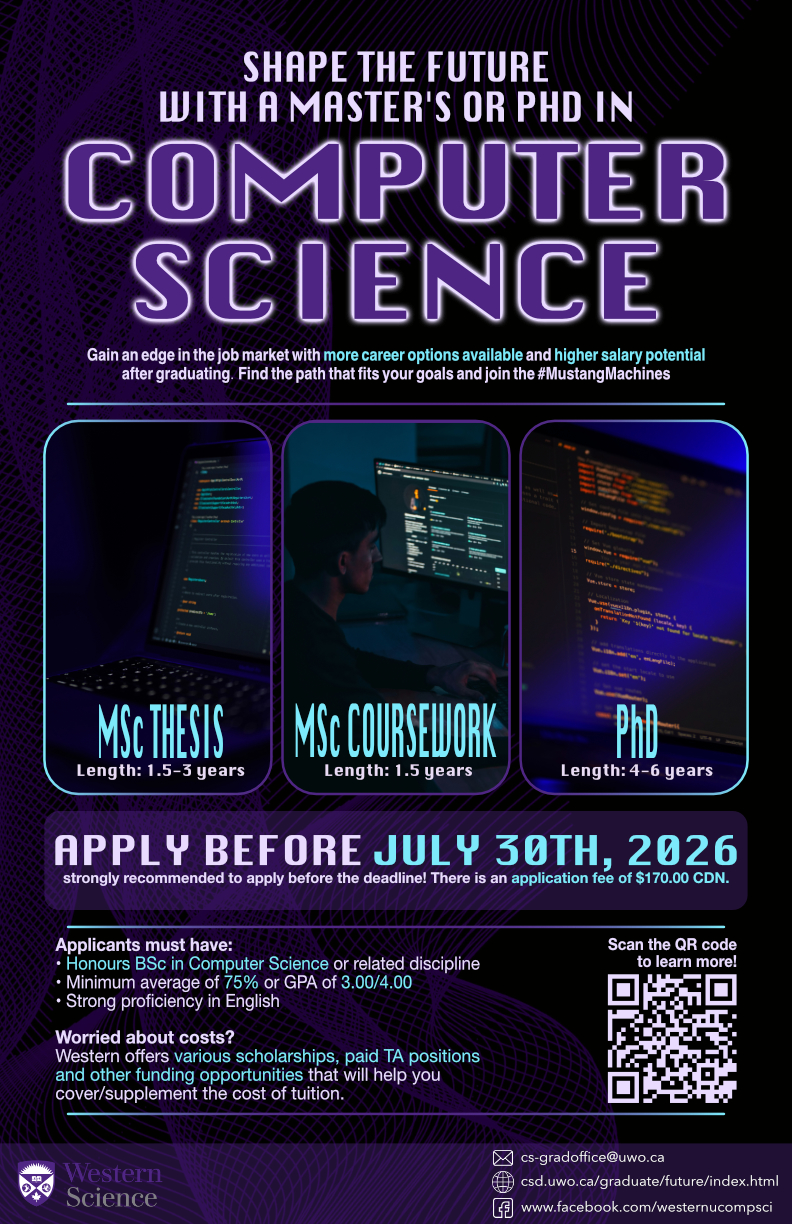 SHAPE THE FUTURE
WITH A MASTER'S OR PHD IN
COMPUTER
SCIENCE
Gain an edge in the job market with more career options available and higher salary potential
after graduating. Find the path that fits your goals and join the #MustangMachines
MSc THESIS
Length: 1.5-3 years
MSc COURSEWORK
Length: 1.5 years
PhD
Length: 4-6 years
APPLY BEFORE JULY 30TH, 2026
strongly recommended to apply before the deadline! There is an application fee of $170.00 CDN.
Applicants must have:
• Honours BSc in Computer Science or related discipline
• Minimum average of 75% or GPA of 3.00/4.00
• Strong proficiency in English
Worried about costs?
Western offers various scholarships, paid TA positions
and other funding opportunities that will help you
cover/supplement the cost of tuition.
Scan the QR code
to learn more!
Western
Science
cs-gradoffice@uwo.ca
csd.uwo.ca/graduate/future/index.html
www.facebook.com/westernucompsci